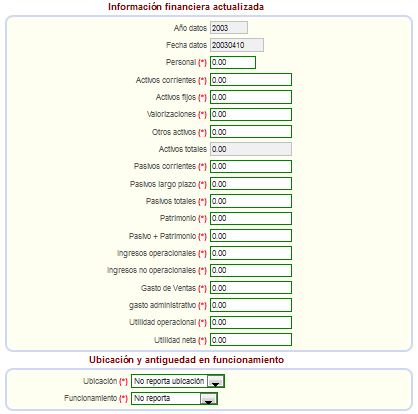 Información financiera actualizada
Año datos 2003
Fecha datos 20030410
Personal (*) 0.00
Activos corrientes (*) 0.00
Activos fijos (*) 0.00
Valorizaciones (*) 0.00
Otros activos (*) 0.00
Activos totales 0.00
Pasivos corrientes (*) 0.00
Pasivos largo plazo (*) 0.00
Pasivos totales (*) 0.00
Patrimonio (*) 0.00
Pasivo + Patrimonio (*) 0.00
Ingresos operacionales (*) 0.00
Ingresos no operacionales (*) 0.00
Gasto de Ventas (*) 0.00
gasto administrativo (*) 0.00
Utilidad operacional (*) 0.00
Utilidad neta (*) 0.00
Ubicación y antiguedad en funcionamiento
Ubicación (*) No reporta ubicación
Funcionamiento (*) No reporta